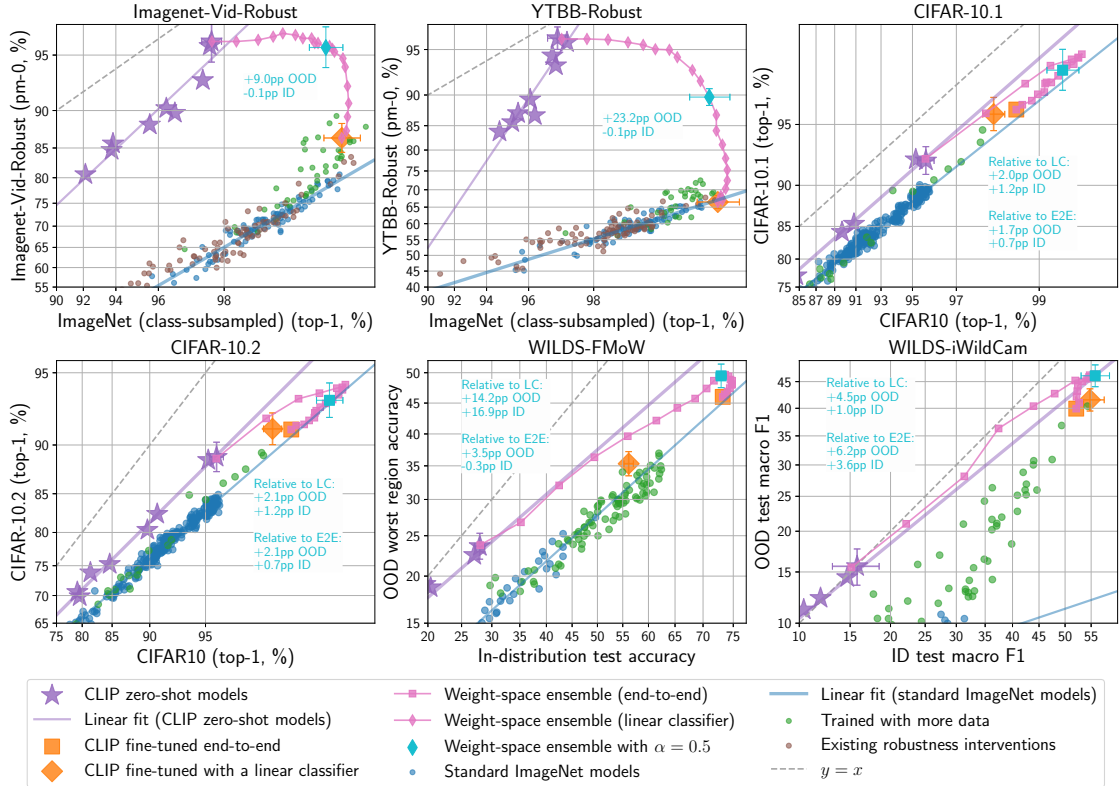 Imagenet-Vid-Robust
Imagenet-Vid-Robust (pm-0, %)
95
90
85
80
75
70
65
60
55
+9.0pp OOD
-0.1pp ID
90 92 94 96 98
ImageNet (class-subsampled) (top-1, %)
YTBB-Robust
YTBB-Robust (pm-0, %)
95
90
85
80
75
70
65
60
55
50
45
40
+23.2pp OOD
-0.1pp ID
90 92 94 96 98
ImageNet (class-subsampled) (top-1, %)
CIFAR-10.1
CIFAR-10.1 (top-1, %)
95
90
85
80
75
Relative to LC:
+2.0pp OOD
+1.2pp ID
Relative to E2E:
+1.7pp OOD
+0.7pp ID
85 87 89 91 93 95 97 99
CIFAR10 (top-1, %)
CIFAR-10.2
CIFAR-10.2 (top-1, %)
95
90
85
80
75
70
65
Relative to LC:
+2.1pp OOD
+1.2pp ID
Relative to E2E:
+2.1pp OOD
+0.7pp ID
75 80 85 90 95
CIFAR10 (top-1, %)
WILDS-FMoW
OOD worst region accuracy
50
45
40
35
30
25
20
15
Relative to LC:
+14.2pp OOD
+16.9pp ID
Relative to E2E:
+3.5pp OOD
-0.3pp ID
20 25 30 35 40 45 50 55 60 65 70 75
In-distribution test accuracy
WILDS-iWildCam
OOD test macro F1
45
40
35
30
25
20
15
10
Relative to LC:
+4.5pp OOD
+1.0pp ID
Relative to E2E:
+6.2pp OOD
+3.6pp ID
10 15 20 25 30 35 40 45 50 55
ID test macro F1
CLIP zero-shot models
Linear fit (CLIP zero-shot models)
CLIP fine-tuned end-to-end
CLIP fine-tuned with a linear classifier
Weight-space ensemble (end-to-end)
Weight-space ensemble (linear classifier)
Weight-space ensemble with α = 0.5
Standard ImageNet models
Linear fit (standard ImageNet models)
Trained with more data
Existing robustness interventions
y = x